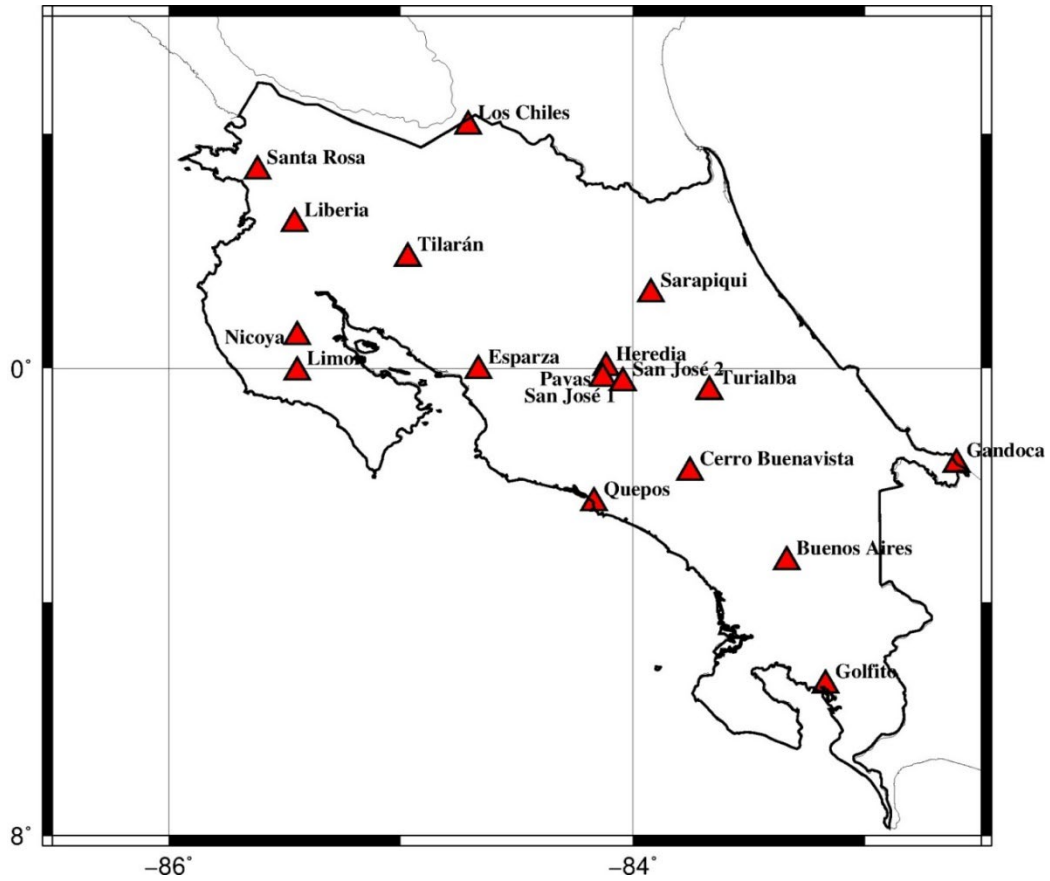 Los Chiles
Santa Rosa
Liberia
Tilarán
Sarapiqui
Nicoya
Limon
Esparza
Heredia
San José 2
Pavas
San José 1
Turialba
Gandoca
Cerro Buenavista
Quepos
Buenos Aires
Golfito
0°
8°
−86°
−84°